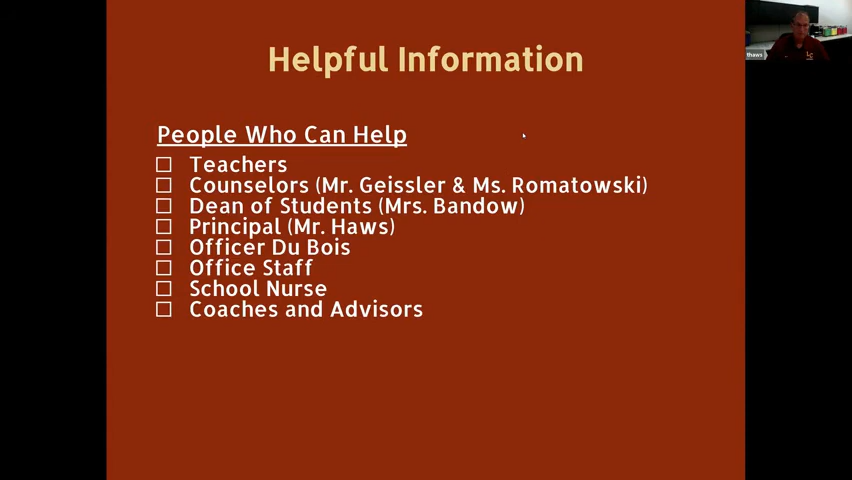 Helpful Information
thaws
People Who Can Help
Teachers
Counselors (Mr. Geissler & Ms. Romatowski)
Dean of Students (Mrs. Bandow)
Principal (Mr. Haws)
Officer Du Bois
Office Staff
School Nurse
Coaches and Advisors